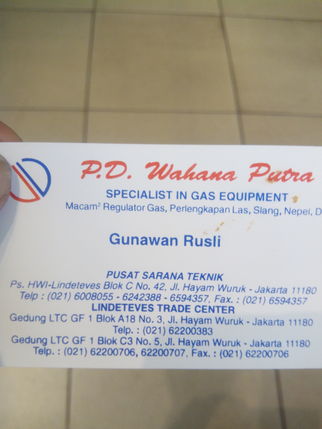 P.D. Wahana Putra
SPECIALIST IN GAS EQUIPMENT
Macam² Regulator Gas, Perlengkapan Las, Slang, Nepel, D
Gunawan Rusli
PUSAT SARANA TEKNIK
Ps. HWI-Lindeteves Blok C No. 42, Jl. Hayam Wuruk - Jakarta 11180
Telp : (021) 6008055 - 6242388 - 6594357, Fax. : (021) 6594357
LINDETEVES TRADE CENTER
Gedung LTC GF 1 Blok A18 No. 3, Jl. Hayam Wuruk - Jakarta 11180
Telp. : (021) 62200383
Gedung LTC GF 1 Blok C3 No. 5, Jl. Hayam Wuruk - Jakarta 11180
Telp. : (021) 62200706, 62200707, Fax. : (021) 62200706